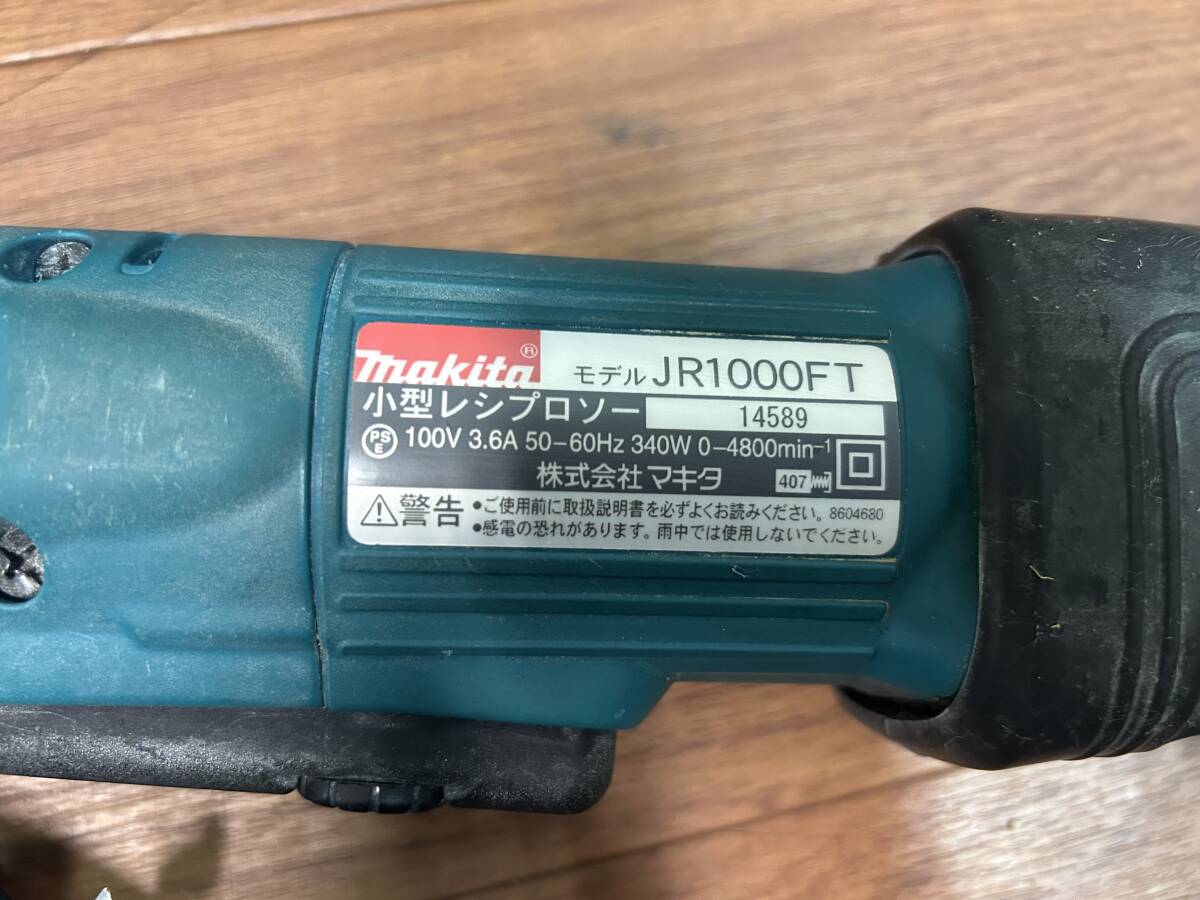 makita® モデル JR1000FT
小型レシプロソー 14589
PSE 100V 3.6A 50-60Hz 340W 0-4800min⁻¹
株式会社 マキタ 407
⚠警告 •ご使用前に取扱説明書を必ずよくお読みください。 8604680
•感電の恐れがあります。雨中では使用しないでください。